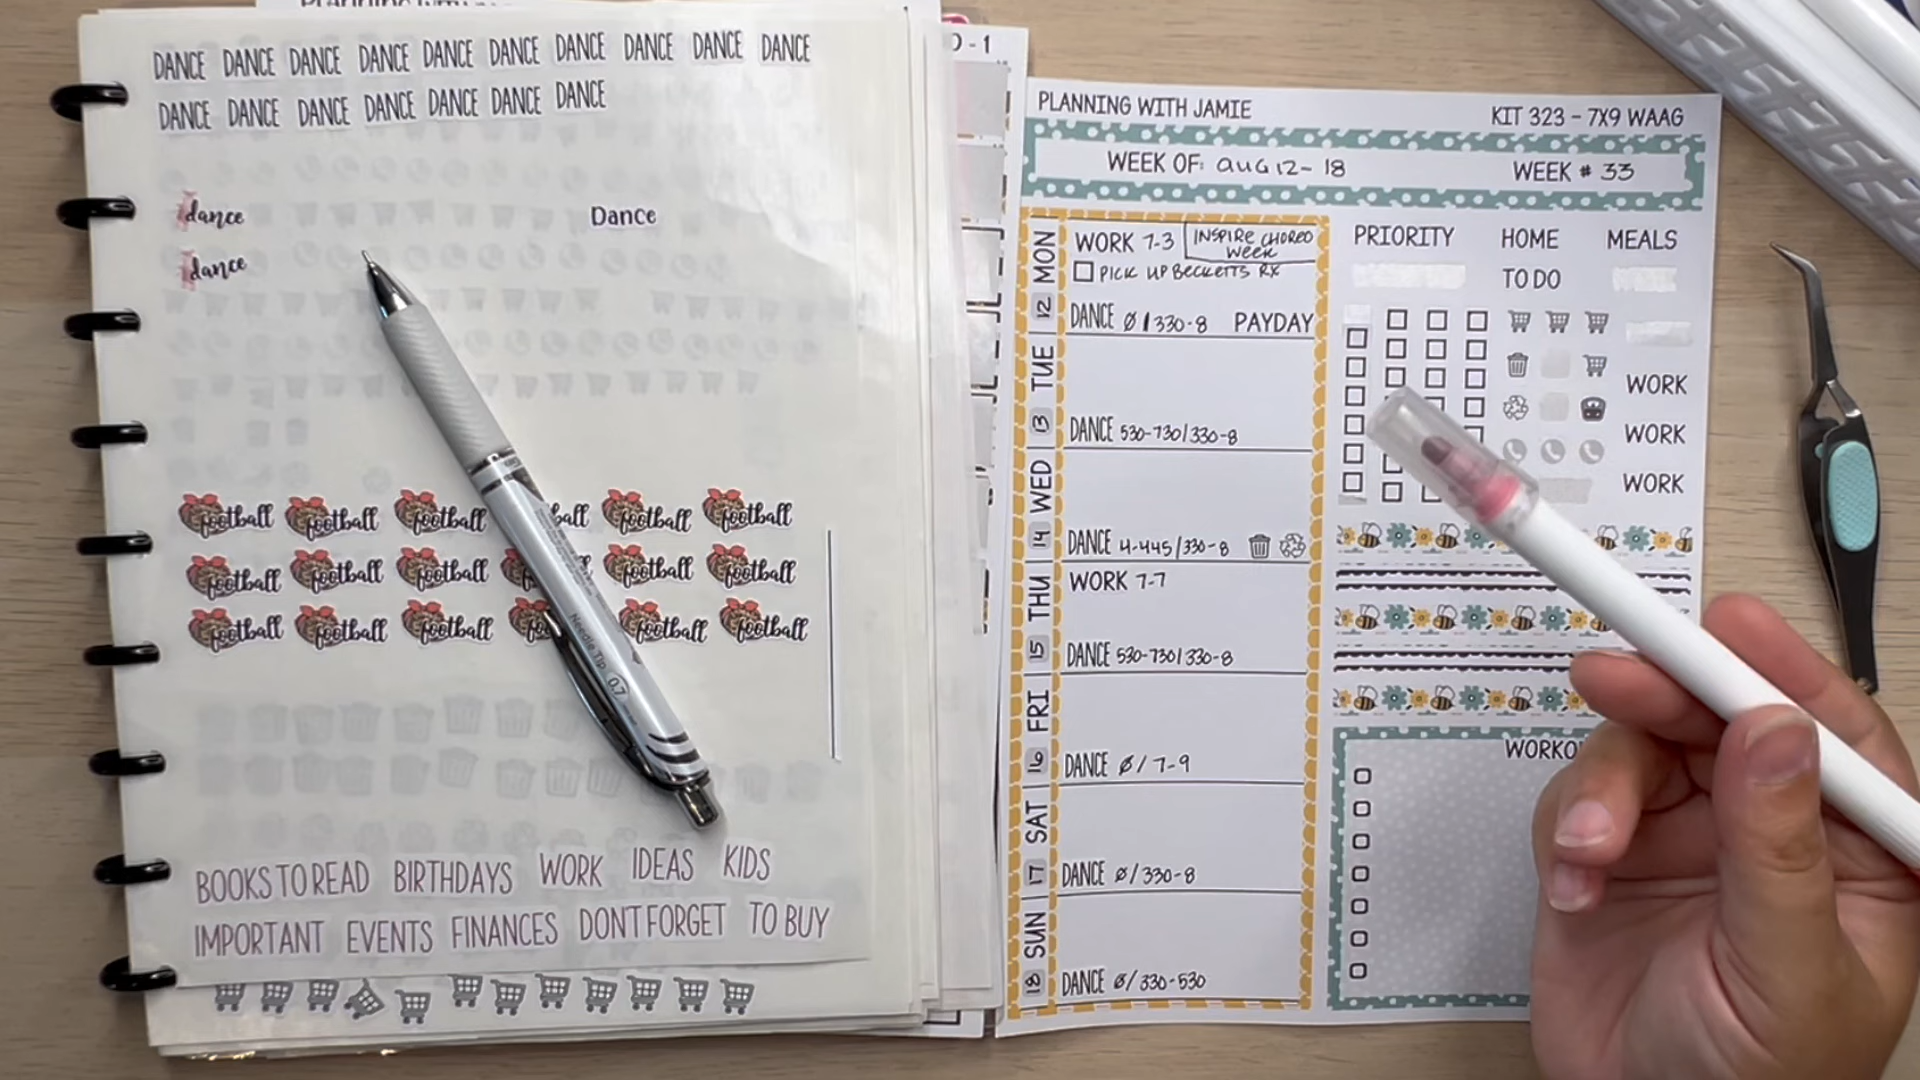 DANCE DANCE DANCE DANCE DANCE DANCE DANCE DANCE DANCE DANCE
DANCE DANCE DANCE DANCE DANCE DANCE DANCE
dance Dance
dance
football football football football football
football football football football football
football football football football football
BOOKS TO READ BIRTHDAYS WORK IDEAS KIDS
IMPORTANT EVENTS FINANCES DONT FORGET TO BUY
Needle Tip 0.7
- 1
PLANNING WITH JAMIE KIT 323 - 7X9 WAAG
WEEK OF: AUG 12-18 WEEK # 33
MON 12
WORK 7-3 INSPIRE CHOREO
WEEK
PICK UP BECKETTS RX
DANCE Ø/330-8 PAYDAY
TUE 13
DANCE 530-730/330-8
WED 14
DANCE 4-445/330-8
THU 15
WORK 7-7
DANCE 530-730/330-8
FRI 16
DANCE Ø/7-9
SAT 17
DANCE Ø/330-8
SUN 18
DANCE Ø/330-530
PRIORITY HOME MEALS
TO DO
WORK
WORK
WORK